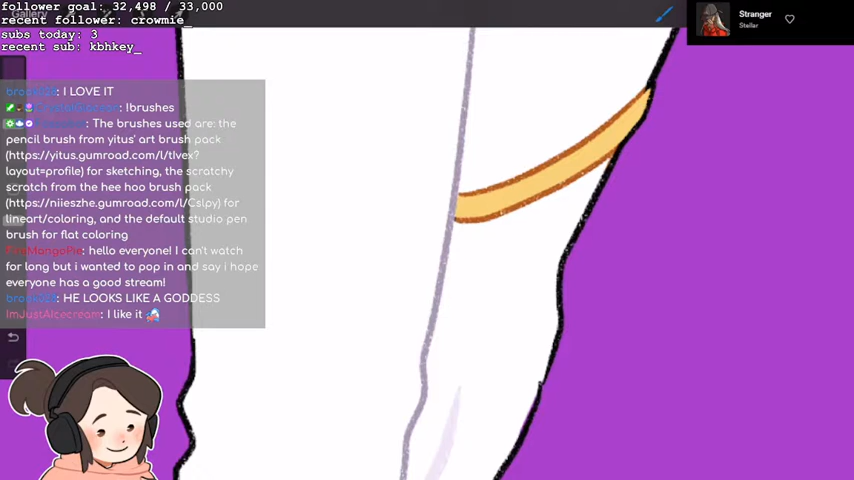 follower goal: 32,498 / 33,000
Gallery
recent follower: crowmie_
subs today: 3
recent sub: kbhkey_
Stranger
Stellar
: I LOVE IT
: !brushes
: The brushes used are: the
pencil brush from yitus' art brush pack
(https://yitus.gumroad.com/l/tIvex?
layout=profile) for sketching, the scratchy
scratch from the hee hoo brush pack
(https://niieszhe.gumroad.com/l/Cslpy) for
lineart/coloring, and the default studio pen
brush for flat coloring
: hello everyone! I can't watch
for long but i wanted to pop in and say i hope
everyone has a good stream!
: HE LOOKS LIKE A GODDESS
ImJustAIcecream: I like it